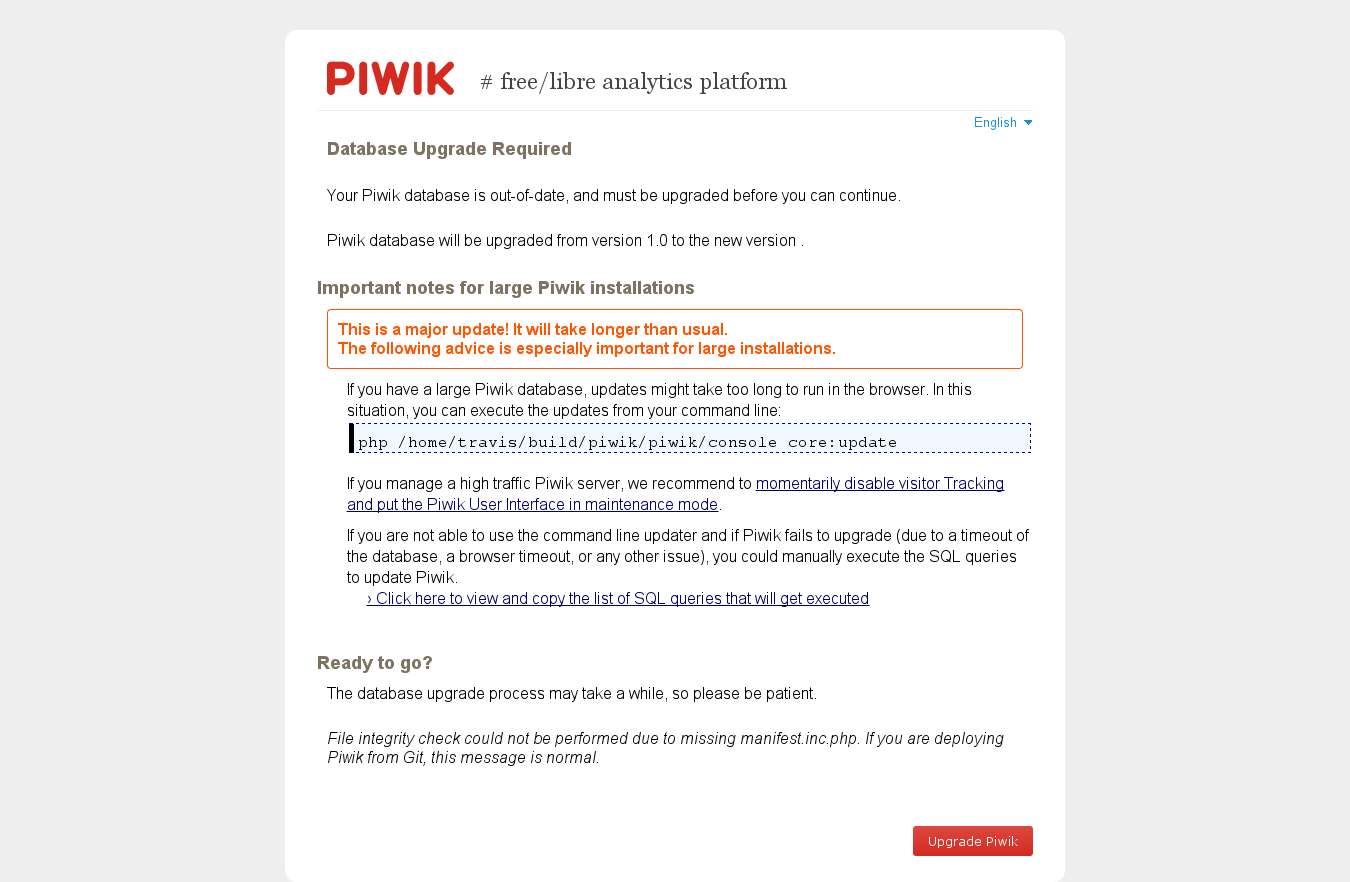 PIWIK # free/libre analytics platform
English
Database Upgrade Required
Your Piwik database is out-of-date, and must be upgraded before you can continue.
Piwik database will be upgraded from version 1.0 to the new version .
Important notes for large Piwik installations
This is a major update! It will take longer than usual.
The following advice is especially important for large installations.
If you have a large Piwik database, updates might take too long to run in the browser. In this
situation, you can execute the updates from your command line:
php /home/travis/build/piwik/piwik/console core:update
If you manage a high traffic Piwik server, we recommend to momentarily disable visitor Tracking
and put the Piwik User Interface in maintenance mode.
If you are not able to use the command line updater and if Piwik fails to upgrade (due to a timeout of
the database, a browser timeout, or any other issue), you could manually execute the SQL queries
to update Piwik.
› Click here to view and copy the list of SQL queries that will get executed
Ready to go?
The database upgrade process may take a while, so please be patient.
File integrity check could not be performed due to missing manifest.inc.php. If you are deploying
Piwik from Git, this message is normal.
Upgrade Piwik